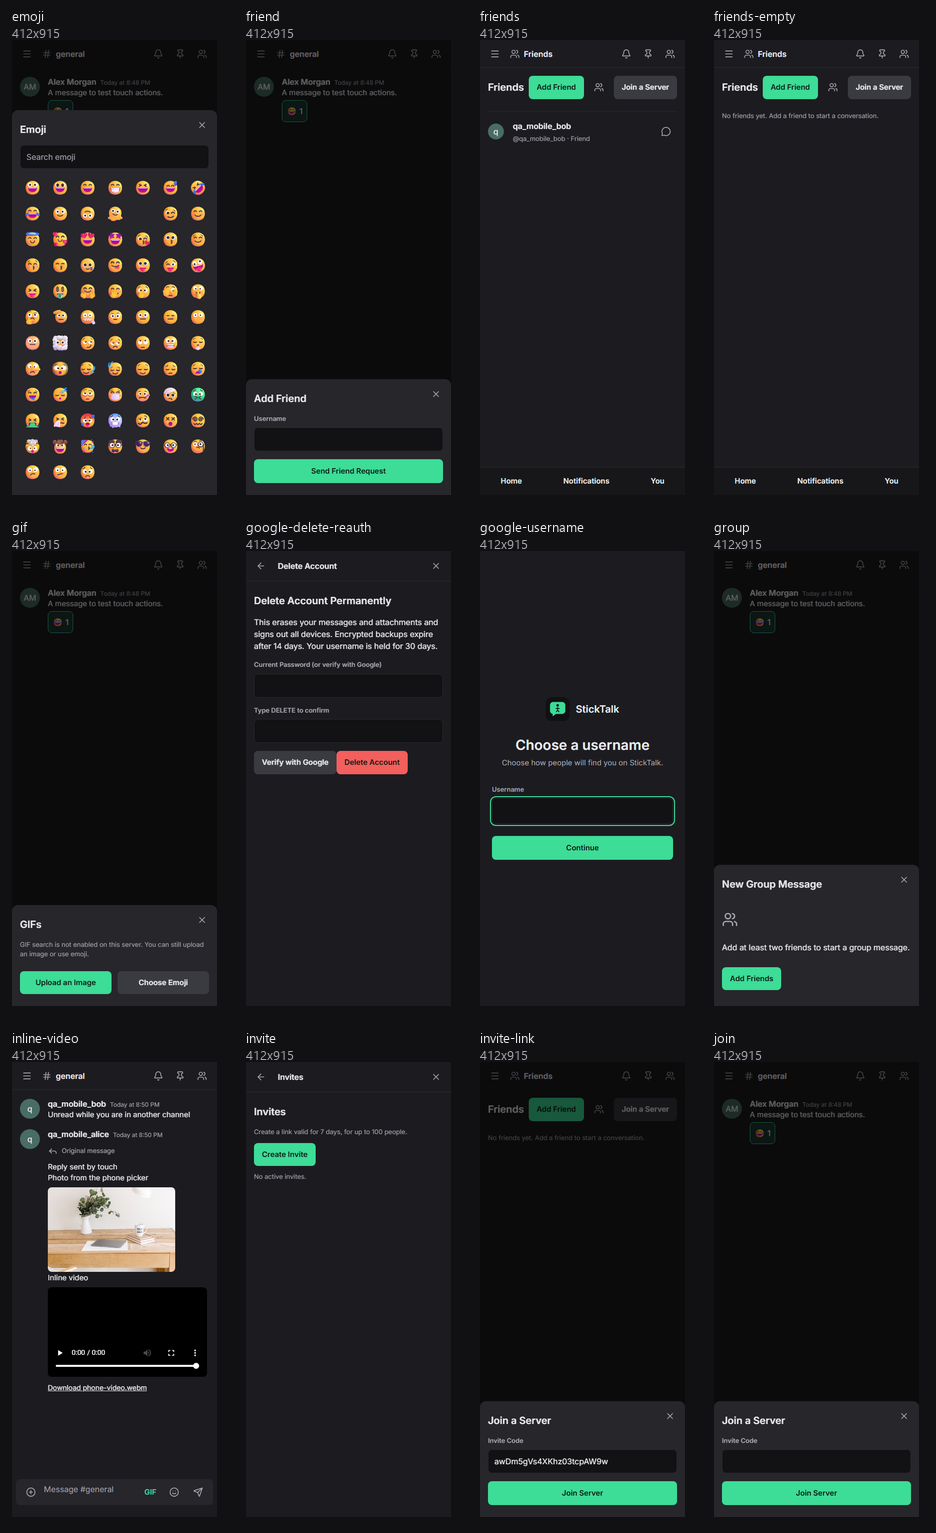 emoji
412x915
# general
AM
Alex Morgan Today at 8:48 PM
A message to test touch actions.
1
Emoji
Search emoji
friend
412x915
# general
AM
Alex Morgan Today at 8:48 PM
A message to test touch actions.
1
Add Friend
Username
Send Friend Request
friends
412x915
Friends
Friends
Add Friend
Join a Server
q
qa_mobile_bob
@qa_mobile_bob · Friend
Home
Notifications
You
friends-empty
412x915
Friends
Friends
Add Friend
Join a Server
No friends yet. Add a friend to start a conversation.
Home
Notifications
You
gif
412x915
# general
AM
Alex Morgan Today at 8:48 PM
A message to test touch actions.
1
GIFs
GIF search is not enabled on this server. You can still upload
an image or use emoji.
Upload an Image
Choose Emoji
google-delete-reauth
412x915
Delete Account
Delete Account Permanently
This erases your messages and attachments and
signs out all devices. Encrypted backups expire
after 14 days. Your username is held for 30 days.
Current Password (or verify with Google)
Type DELETE to confirm
Verify with Google
Delete Account
google-username
412x915
StickTalk
Choose a username
Choose how people will find you on StickTalk.
Username
Continue
group
412x915
# general
AM
Alex Morgan Today at 8:48 PM
A message to test touch actions.
1
New Group Message
Add at least two friends to start a group message.
Add Friends
inline-video
412x915
# general
q
qa_mobile_bob Today at 8:50 PM
Unread while you are in another channel
q
qa_mobile_alice Today at 8:50 PM
Original message
Reply sent by touch
Photo from the phone picker
Inline video
0:00 / 0:00
Download phone-video.webm
Message #general
GIF
invite
412x915
Invites
Invites
Create a link valid for 7 days, for up to 100 people.
Create Invite
No active invites.
invite-link
412x915
Friends
Friends
Add Friend
Join a Server
No friends yet. Add a friend to start a conversation.
Join a Server
Invite Code
awDm5gVs4XKhz03tcpAW9w
Join Server
join
412x915
# general
AM
Alex Morgan Today at 8:48 PM
A message to test touch actions.
1
Join a Server
Invite Code
Join Server